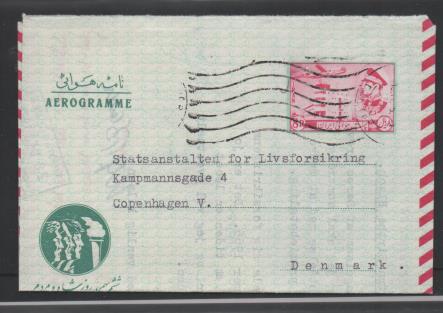 نامه هوائی
AEROGRAMME
Statsanstalten for Livsforsikring
Kampmannsgade 4
Copenhagen V.
Denmark.